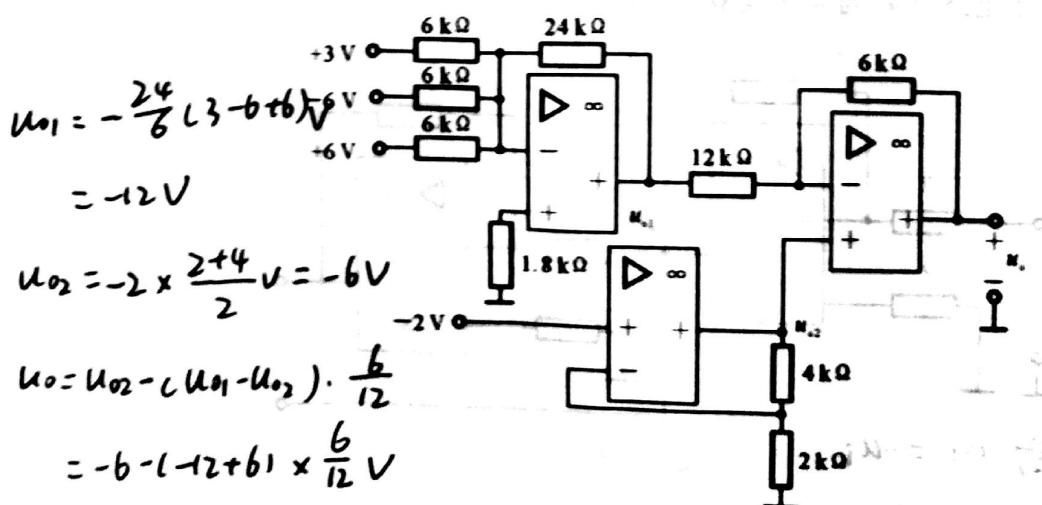 6kΩ
24kΩ
+3V
6kΩ
-6V
6kΩ
+6V
▷ ∞
-
+
+
u₀₁
1.8kΩ
12kΩ
6kΩ
▷ ∞
-
+
+
+
uₒ
-
-2V
▷ ∞
+
+
-
u₀₂
4kΩ
2kΩ
u₀₁ = -24/6 (3-6+6)V
= -12V
u₀₂ = -2 × (2+4)/2 V = -6V
u₀ = u₀₂ - (u₀₁ - u₀₂) · 6/12
= -6 - (-12+6) × 6/12 V